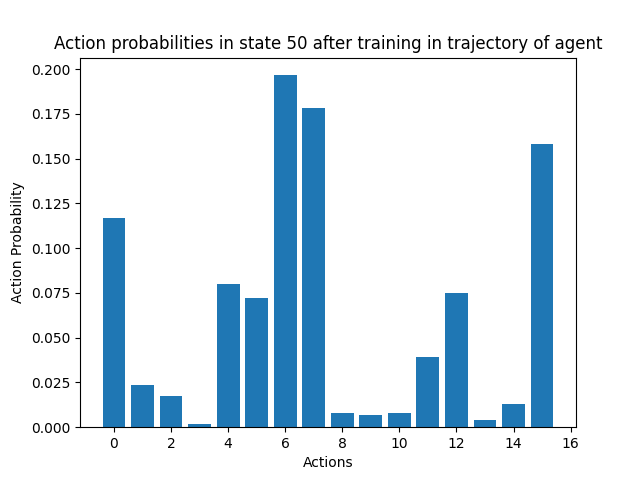 Action probabilities in state 50 after training in trajectory of agent
0.200
0.175
0.150
0.125
0.100
0.075
0.050
0.025
0.000
Action Probability
0 2 4 6 8 10 12 14 16
Actions